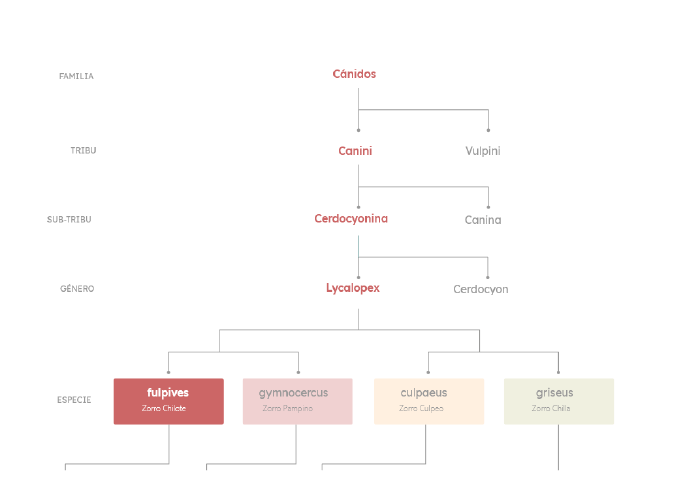 FAMILIA
Cánidos
TRIBU
Canini
Vulpini
SUB-TRIBU
Cerdocyonina
Canina
GÉNERO
Lycalopex
Cerdocyon
ESPECIE
fulpives
Zorro Chilote
gymnocercus
Zorro Pampino
culpaeus
Zorro Culpeo
griseus
Zorro Chilla